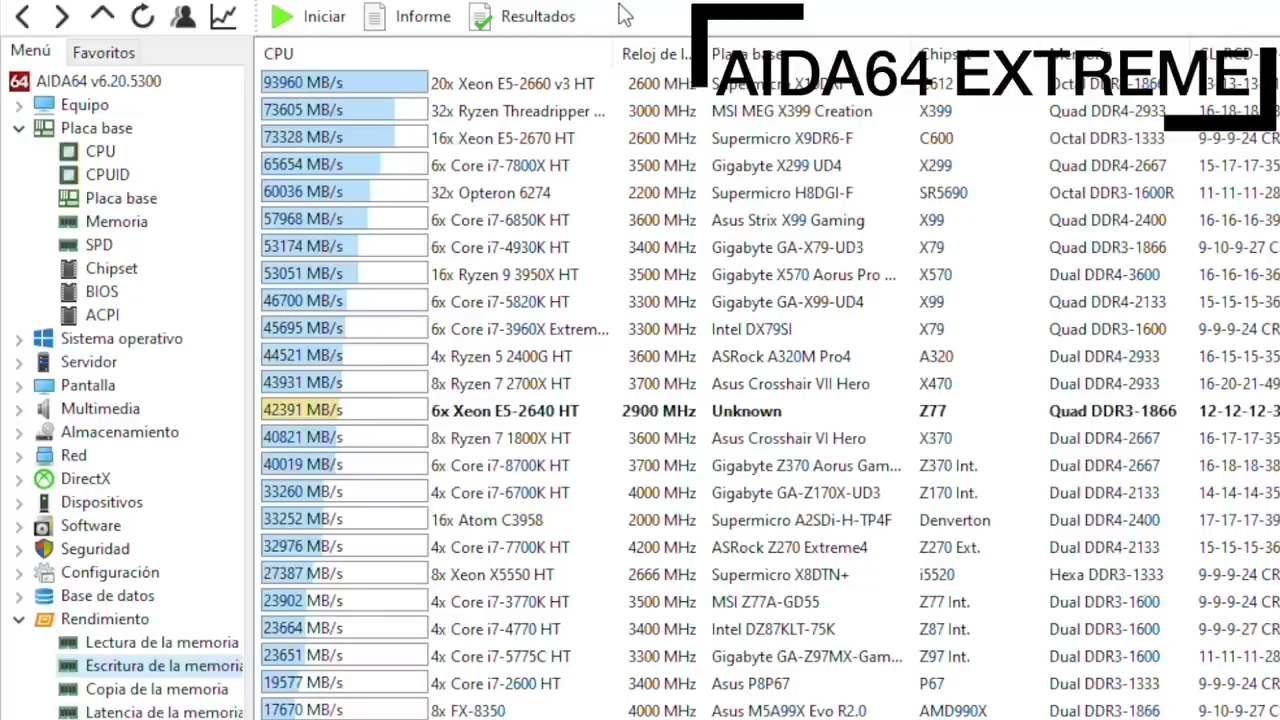 Iniciar Informe Resultados
AIDA64 EXTREME
Menú Favoritos
AIDA64 v6.20.5300
Equipo
Placa base
CPU
CPUID
Placa base
Memoria
SPD
Chipset
BIOS
ACPI
Sistema operativo
Servidor
Pantalla
Multimedia
Almacenamiento
Red
DirectX
Dispositivos
Software
Seguridad
Configuración
Base de datos
Rendimiento
Lectura de la memoria
Escritura de la memoria
Copia de la memoria
Latencia de la memoria
CPU Reloj de l...
93960 MB/s 20x Xeon E5-2660 v3 HT 2600 MHz
73605 MB/s 32x Ryzen Threadripper ... 3000 MHz MSI MEG X399 Creation X399 Quad DDR4-2933 16-18-18
73328 MB/s 16x Xeon E5-2670 HT 2600 MHz Supermicro X9DR6-F C600 Octal DDR3-1333 9-9-9-24 CR
65654 MB/s 6x Core i7-7800X HT 3500 MHz Gigabyte X299 UD4 X299 Quad DDR4-2667 15-17-17-35
60036 MB/s 32x Opteron 6274 2200 MHz Supermicro H8DGI-F SR5690 Octal DDR3-1600R 11-11-11-28
57968 MB/s 6x Core i7-6850K HT 3600 MHz Asus Strix X99 Gaming X99 Quad DDR4-2400 16-16-16-39
53174 MB/s 6x Core i7-4930K HT 3400 MHz Gigabyte GA-X79-UD3 X79 Quad DDR3-1866 9-10-9-27 C
53051 MB/s 16x Ryzen 9 3950X HT 3500 MHz Gigabyte X570 Aorus Pro ... X570 Dual DDR4-3600 16-16-16-36
46700 MB/s 6x Core i7-5820K HT 3300 MHz Gigabyte GA-X99-UD4 X99 Quad DDR4-2133 15-15-15-36
45695 MB/s 6x Core i7-3960X Extrem... 3300 MHz Intel DX79SI X79 Quad DDR3-1600 9-9-9-24 CR
44521 MB/s 4x Ryzen 5 2400G HT 3600 MHz ASRock A320M Pro4 A320 Dual DDR4-2933 16-15-15-35
43931 MB/s 8x Ryzen 7 2700X HT 3700 MHz Asus Crosshair VII Hero X470 Dual DDR4-2933 16-20-21-49
42391 MB/s 6x Xeon E5-2640 HT 2900 MHz Unknown Z77 Quad DDR3-1866 12-12-12-3
40821 MB/s 8x Ryzen 7 1800X HT 3600 MHz Asus Crosshair VI Hero X370 Dual DDR4-2667 16-17-17-35
40019 MB/s 6x Core i7-8700K HT 3700 MHz Gigabyte Z370 Aorus Gam... Z370 Int. Dual DDR4-2667 16-18-18-38
33260 MB/s 4x Core i7-6700K HT 4000 MHz Gigabyte GA-Z170X-UD3 Z170 Int. Dual DDR4-2133 14-14-14-35
33252 MB/s 16x Atom C3958 2000 MHz Supermicro A2SDi-H-TP4F Denverton Dual DDR4-2400 17-17-17-39
32976 MB/s 4x Core i7-7700K HT 4200 MHz ASRock Z270 Extreme4 Z270 Ext. Dual DDR4-2133 15-15-15-36
27387 MB/s 8x Xeon X5550 HT 2666 MHz Supermicro X8DTN+ i5520 Hexa DDR3-1333 9-9-9-24 CR
23902 MB/s 4x Core i7-3770K HT 3500 MHz MSI Z77A-GD55 Z77 Int. Dual DDR3-1600 9-9-9-24 CR
23664 MB/s 4x Core i7-4770 HT 3400 MHz Intel DZ87KLT-75K Z87 Int. Dual DDR3-1600 9-9-9-27 CR
23651 MB/s 4x Core i7-5775C HT 3300 MHz Gigabyte GA-Z97MX-Gam... Z97 Int. Dual DDR3-1600 11-11-11-28
19577 MB/s 4x Core i7-2600 HT 3400 MHz Asus P8P67 P67 Dual DDR3-1333 9-9-9-24 CR
17670 MB/s 8x FX-8350 4000 MHz Asus M5A99X Evo R2.0 AMD990X Dual DDR3-1866 9-10-9-27 C